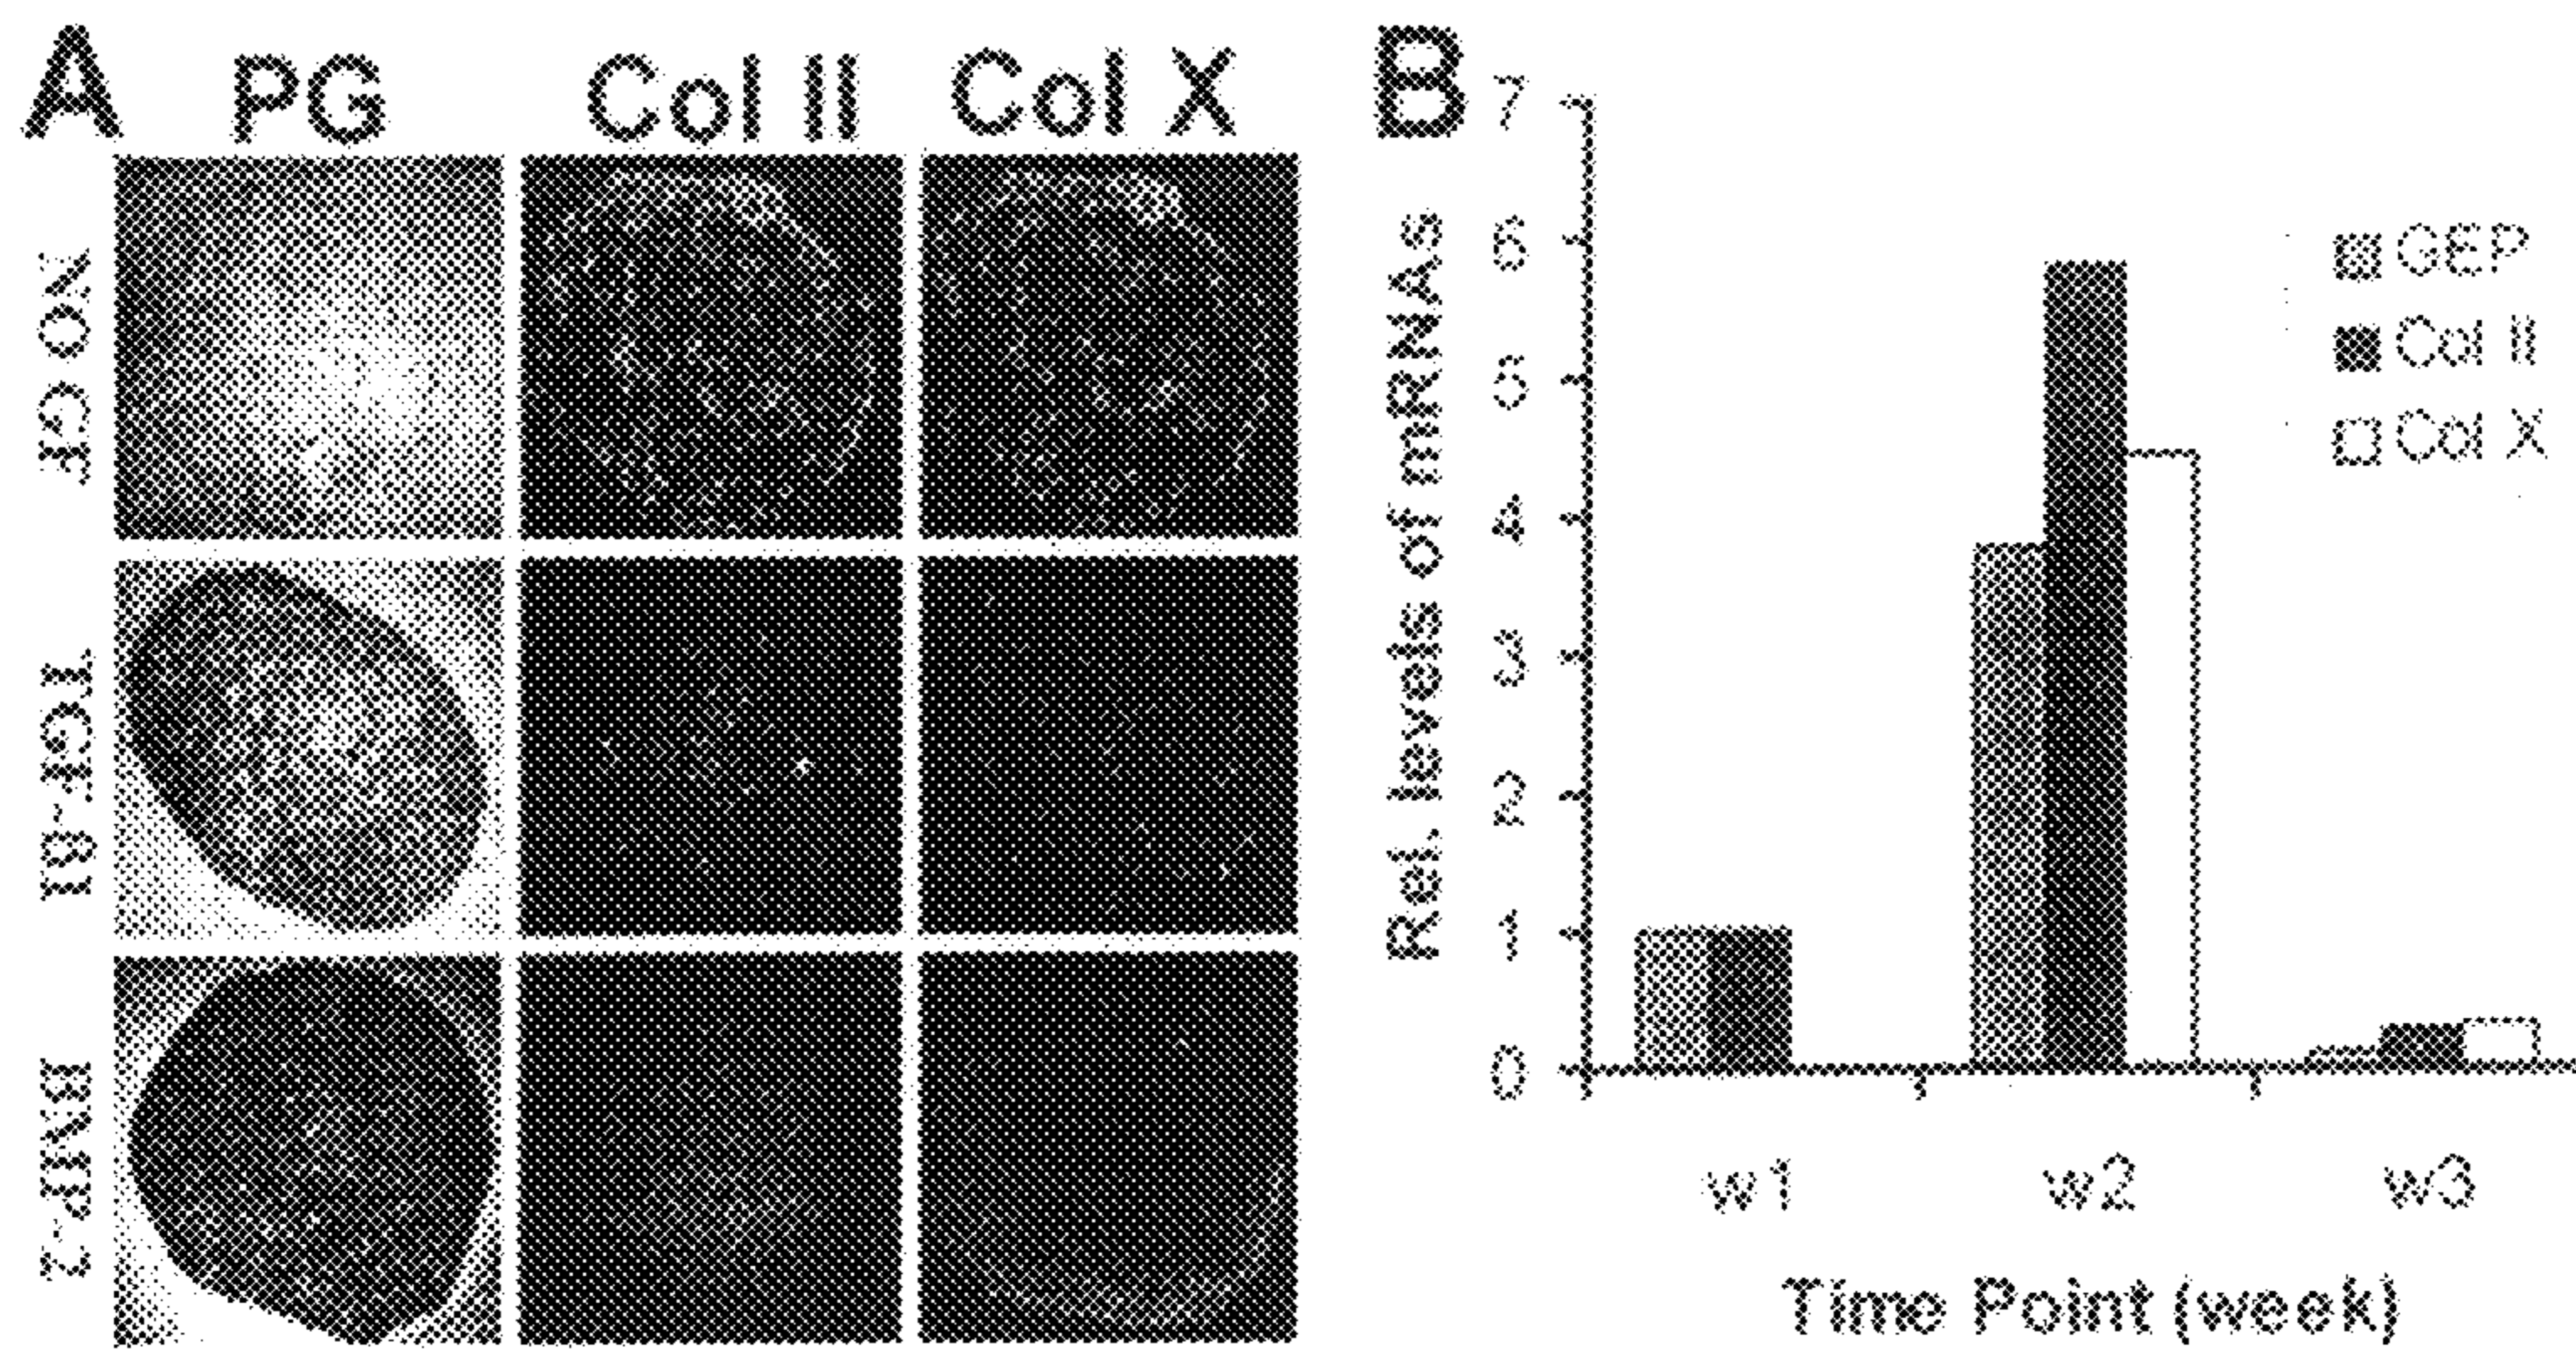 A
PG
Col II
Col X
NO GF
TGF-β1
BMP-2
B
Rel. levels of mRNAs
7
6
5
4
3
2
1
0
GEP
Col II
Col X
w1
w2
w3
Time Point (week)